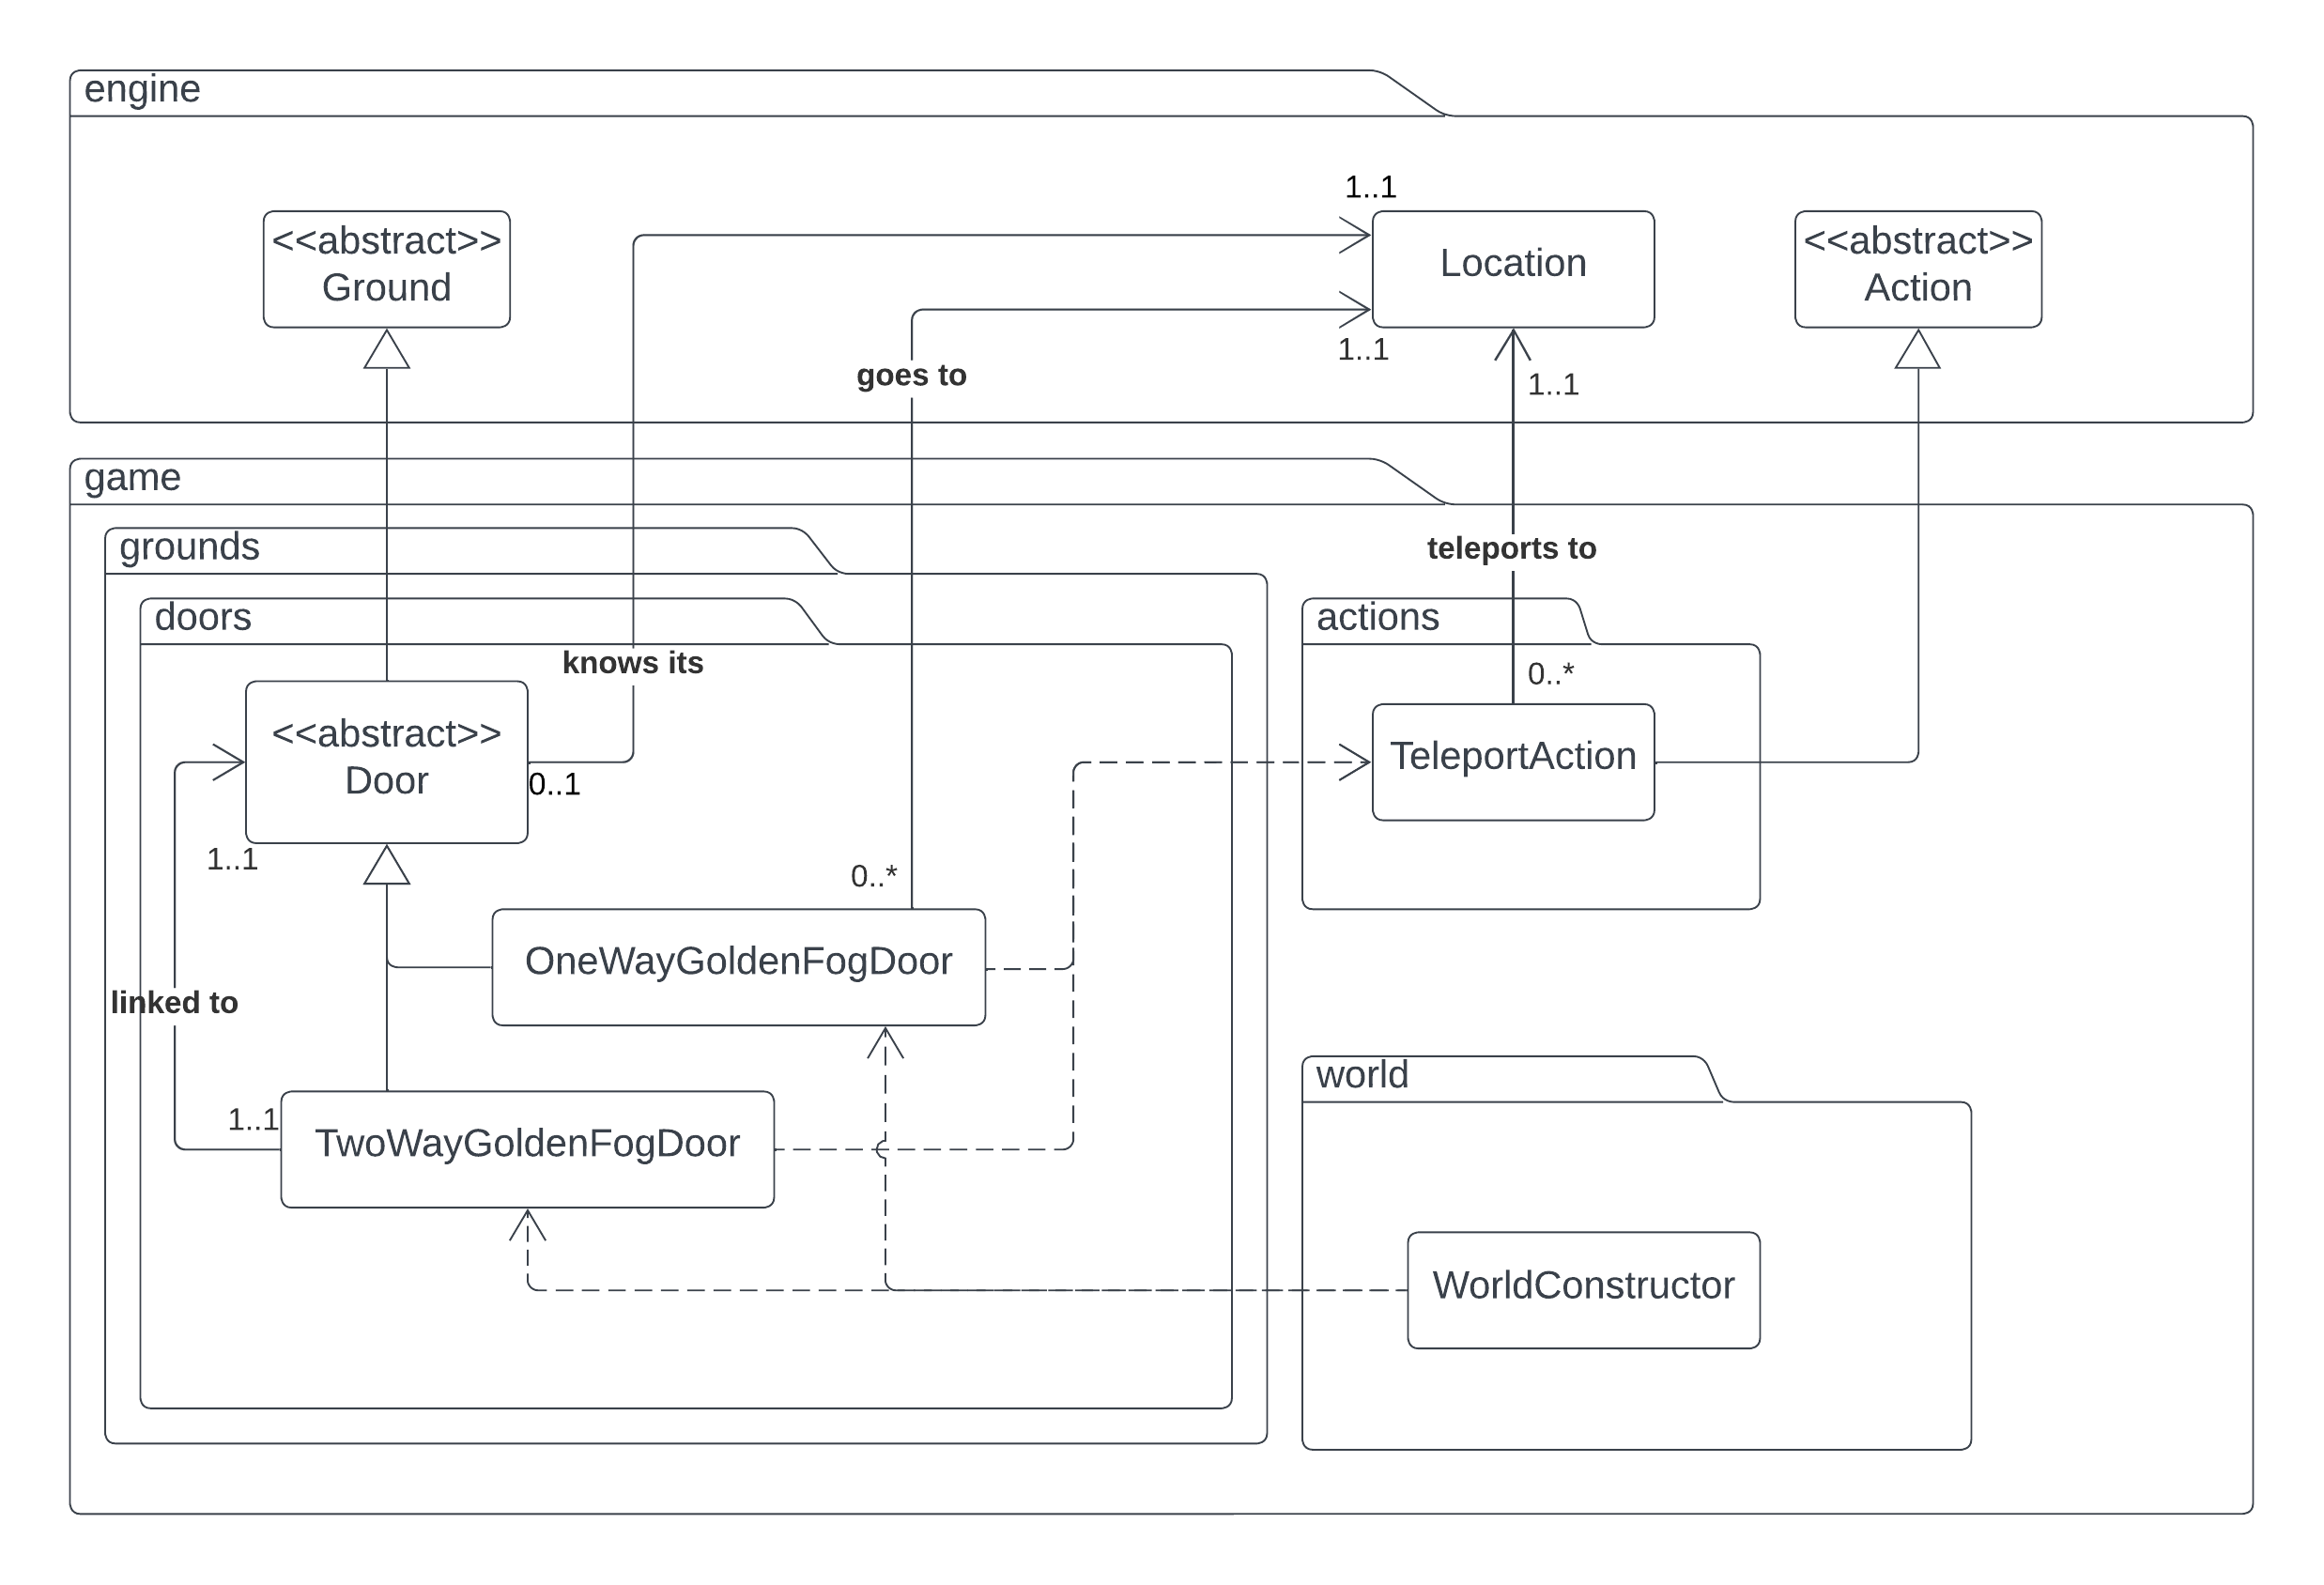 engine
1..1
<<abstract>>
Ground
Location
<<abstract>>
Action
1..1
goes to
1..1
game
grounds
teleports to
doors
actions
knows its
0..*
<<abstract>>
Door
0..1
TeleportAction
1..1
0..*
OneWayGoldenFogDoor
linked to
world
1..1
TwoWayGoldenFogDoor
WorldConstructor